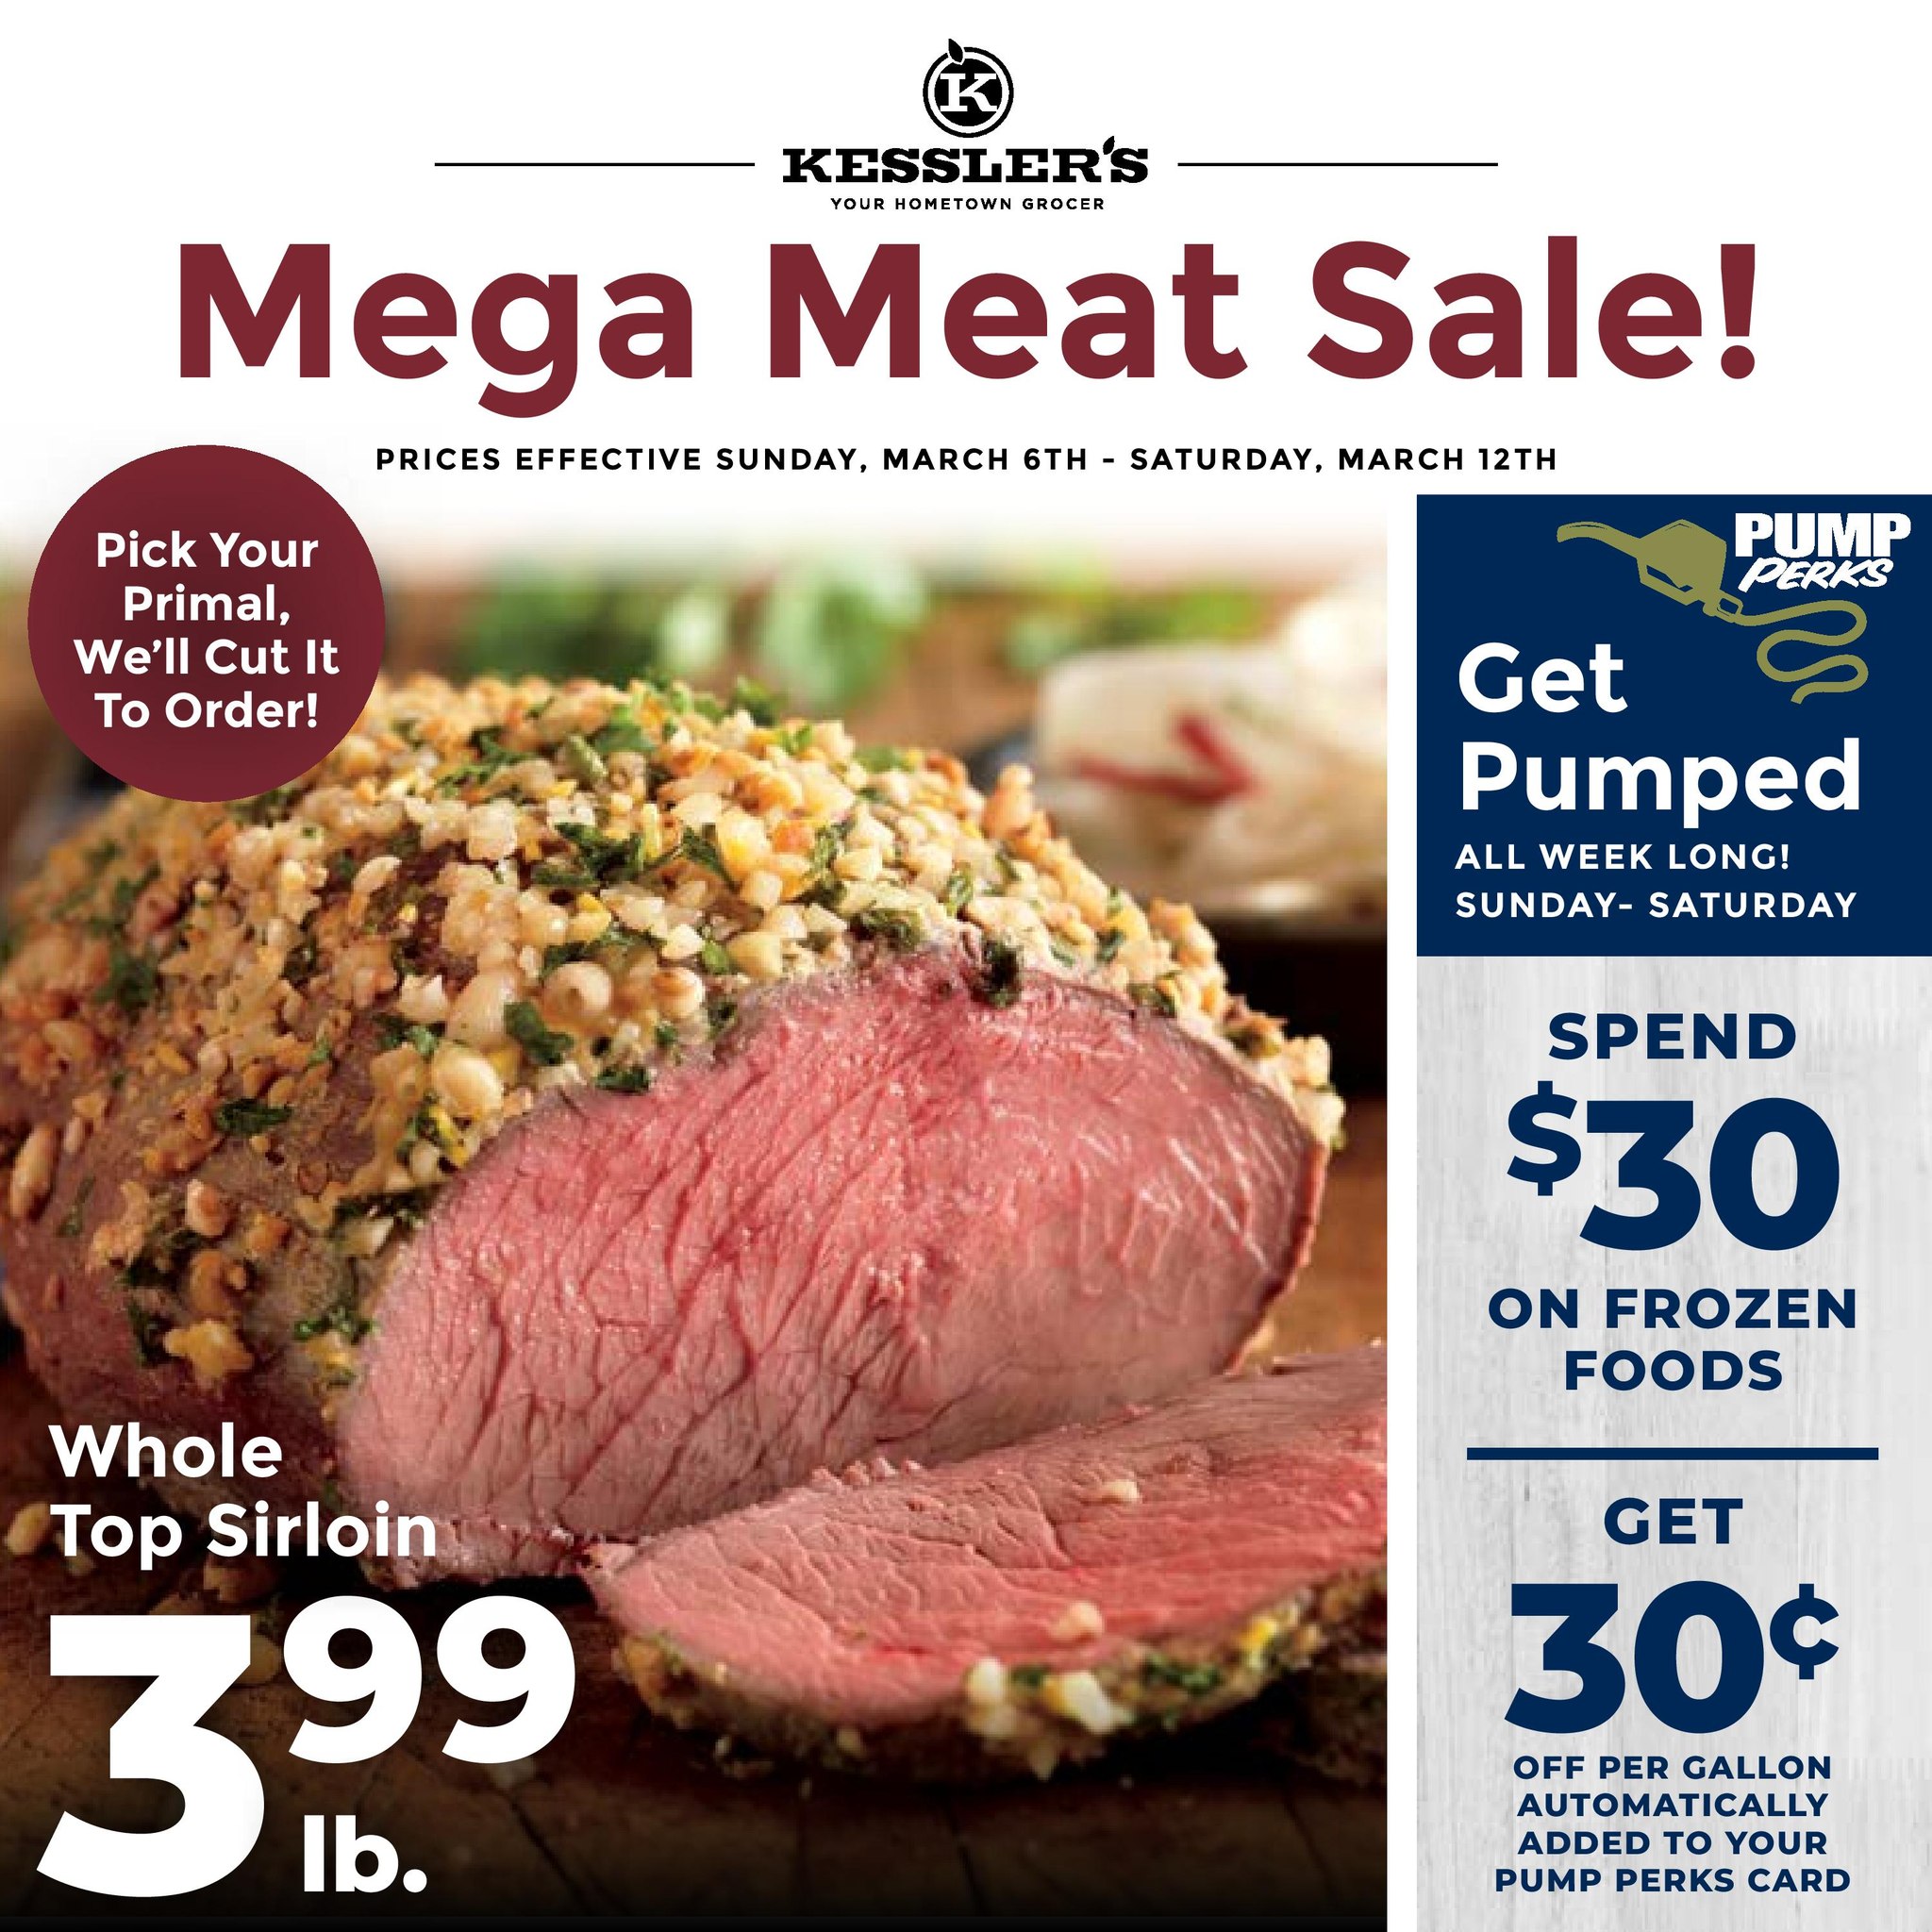 K
KESSLER'S
YOUR HOMETOWN GROCER
Mega Meat Sale!
PRICES EFFECTIVE SUNDAY, MARCH 6TH - SATURDAY, MARCH 12TH
Pick Your
Primal,
We'll Cut It
To Order!
Whole
Top Sirloin
3 99
lb.
PUMP
PERKS
Get
Pumped
ALL WEEK LONG!
SUNDAY- SATURDAY
SPEND
$30
ON FROZEN
FOODS
GET
30¢
OFF PER GALLON
AUTOMATICALLY
ADDED TO YOUR
PUMP PERKS CARD